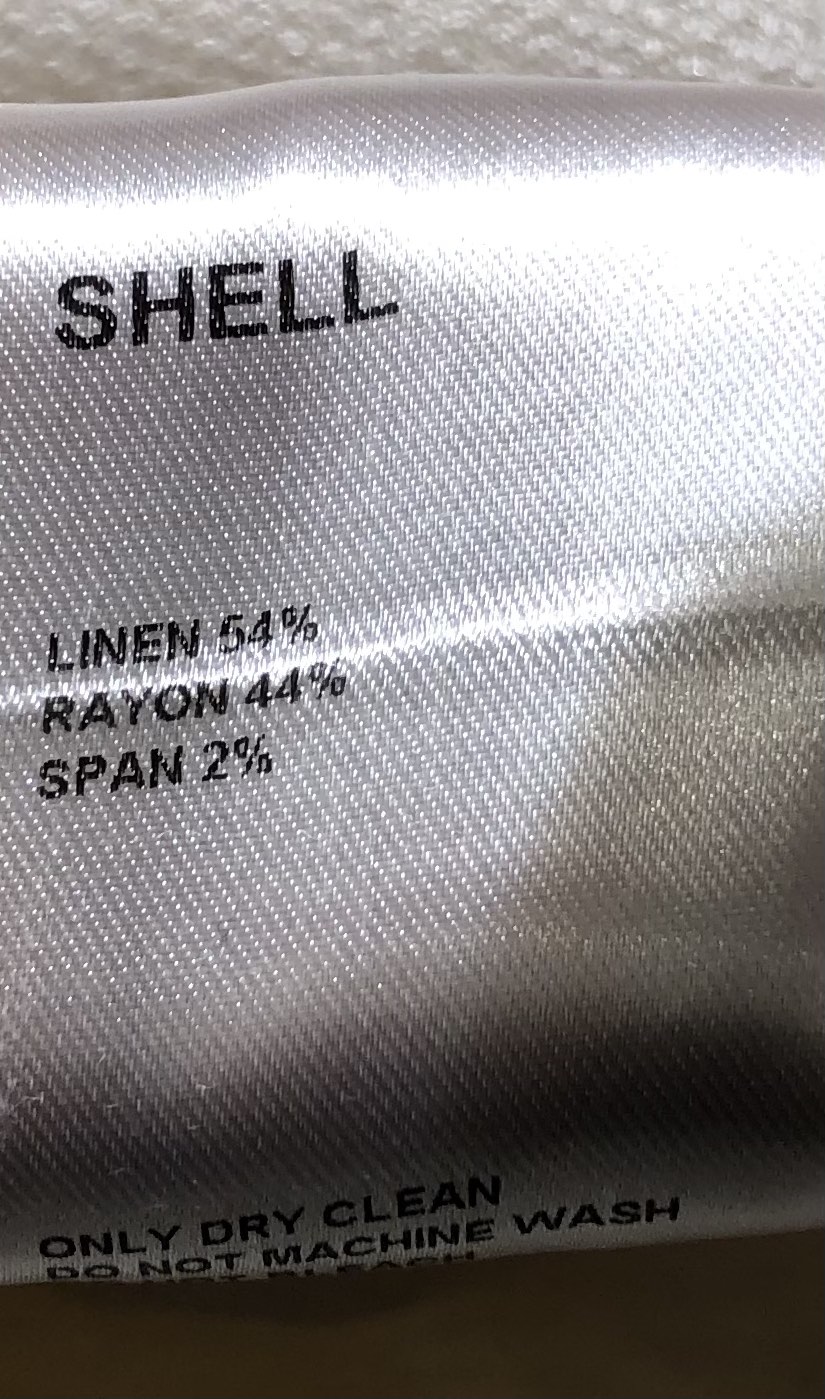 SHELL
LINEN 54%
RAYON 44%
SPAN 2%
ONLY DRY CLEAN
DO NOT MACHINE WASH